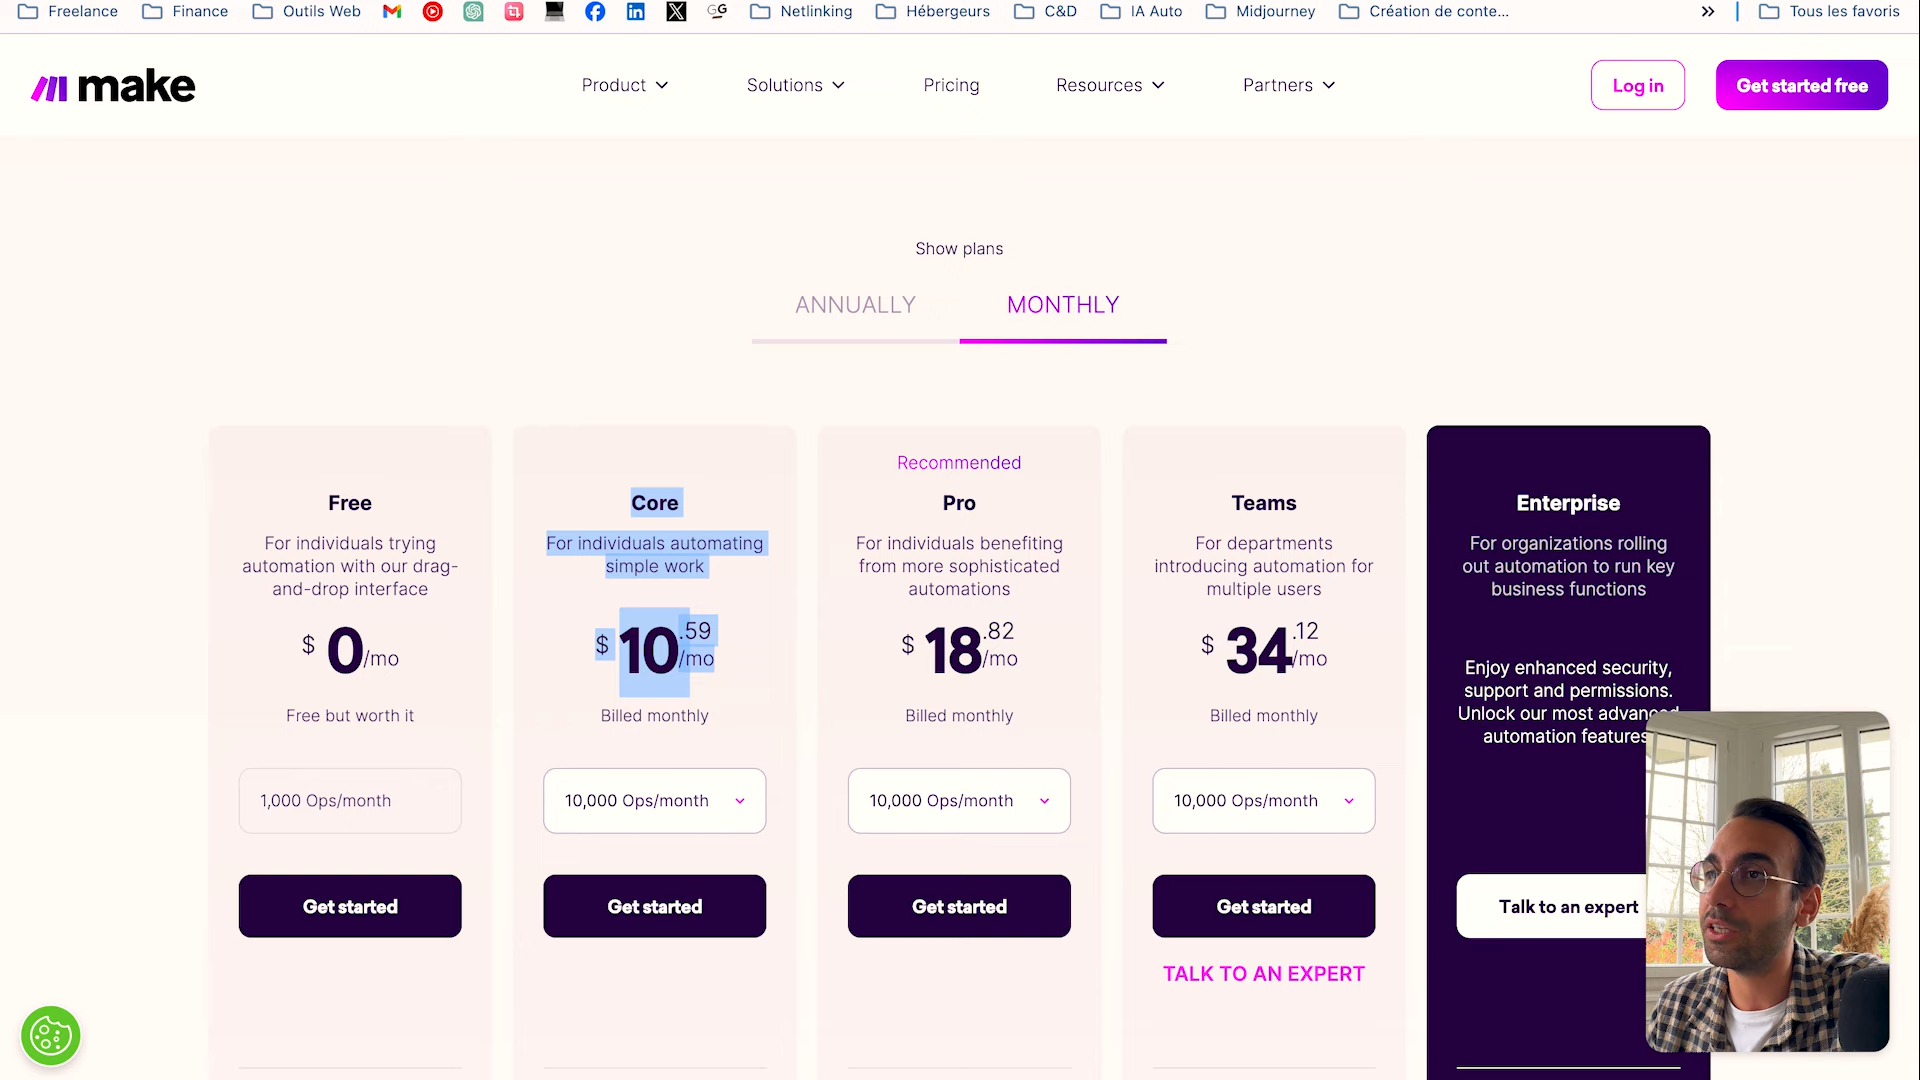 Freelance Finance Outils Web Netlinking Hébergeurs C&D IA Auto Midjourney Création de conte... Tous les favoris
make
Product Solutions Pricing Resources Partners Log in Get started free
Show plans
ANNUALLY MONTHLY
Free
For individuals trying
automation with our drag-
and-drop interface
$ 0/mo
Free but worth it
1,000 Ops/month
Get started
Core
For individuals automating
simple work
$ 10.59/mo
Billed monthly
10,000 Ops/month
Get started
Recommended
Pro
For individuals benefiting
from more sophisticated
automations
$ 18.82/mo
Billed monthly
10,000 Ops/month
Get started
Teams
For departments
introducing automation for
multiple users
$ 34.12/mo
Billed monthly
10,000 Ops/month
Get started
TALK TO AN EXPERT
Enterprise
For organizations rolling
out automation to run key
business functions
Enjoy enhanced security,
support and permissions.
Unlock our most advanced
automation features
Talk to an expert